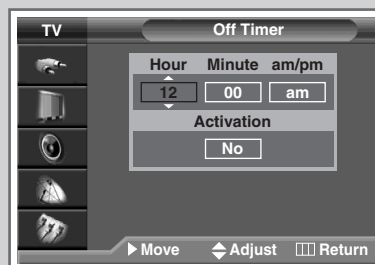 TV Off Timer
Hour Minute am/pm
12 00 am
Activation
No
Move Adjust Return